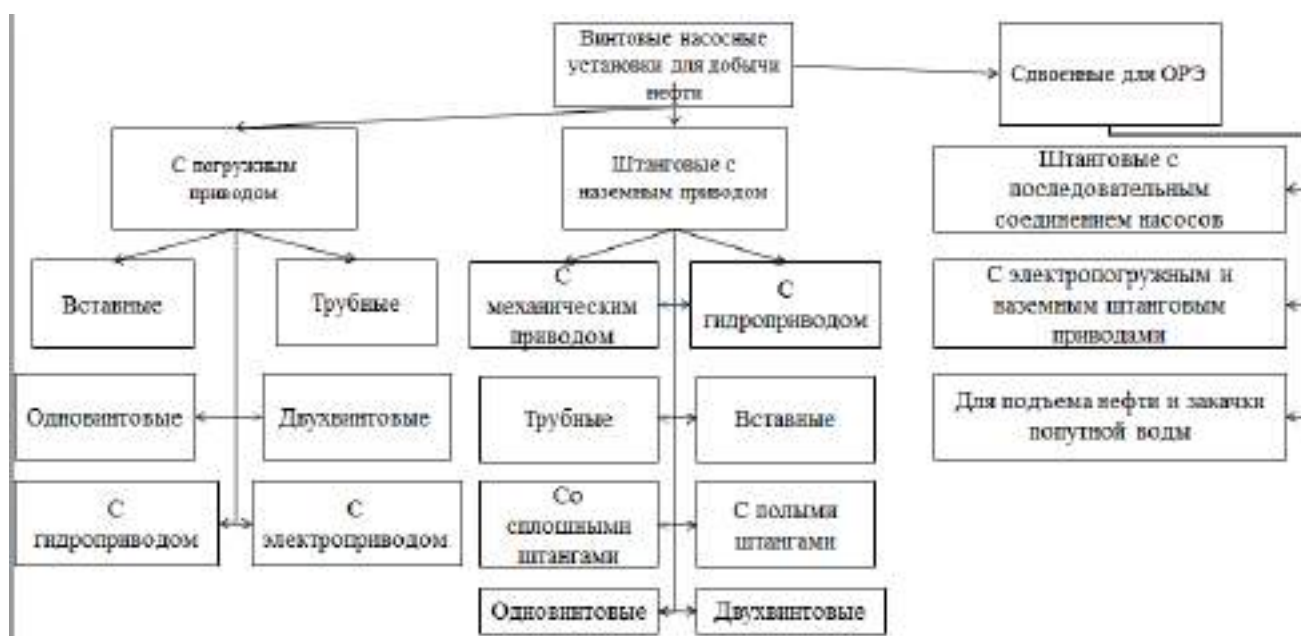 Винтовые насосные
установки для добычи
нефти
Сдвоенные для ОРЭ
С погружным
приводом
Штанговые с
наземным приводом
Штанговые с
последовательным
соединением насосов
Вставные
Трубные
С
механическим
приводом
С
гидроприводом
С электропогружным и
наземным штанговым
приводами
Одновинтовые
Двухвинтовые
Трубные
Вставные
Для подъема нефти и закачки
попутной воды
С
гидроприводом
С
электроприводом
Со
сплошными
штангами
С полыми
штангами
Одновинтовые
Двухвинтовые